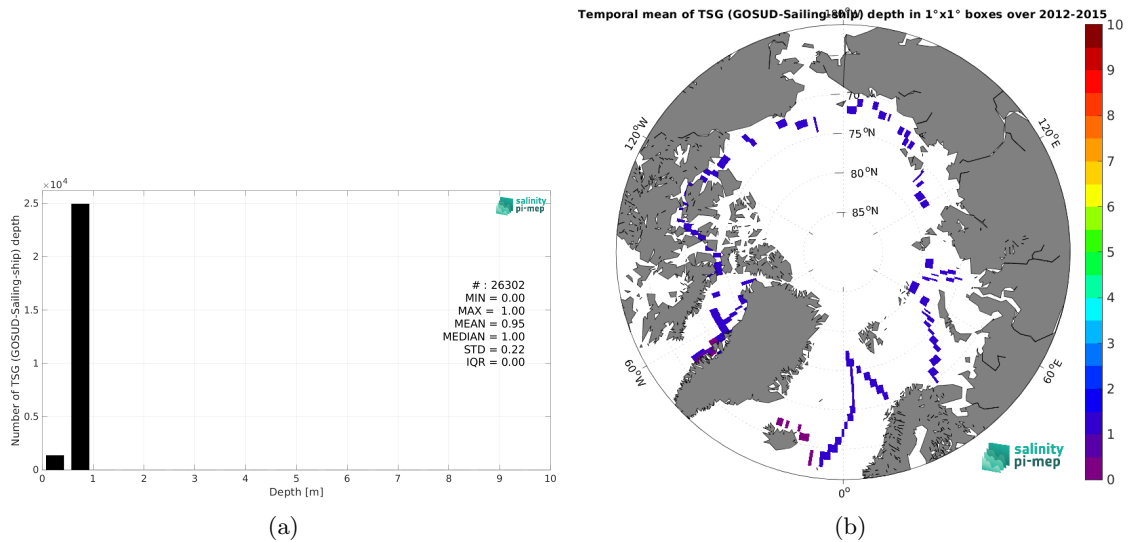 ×10⁴
2.5
2
1.5
1
0.5
0
Number of TSG (GOSUD-Sailing-ship) depth
0 1 2 3 4 5 6 7 8 9 10
Depth [m]
salinity
pi-mep
# : 26302
MIN = 0.00
MAX = 1.00
MEAN = 0.95
MEDIAN = 1.00
STD = 0.22
IQR = 0.00
(a)
Temporal mean of TSG (GOSUD-Sailing-ship) depth in 1°x1° boxes over 2012-2015
180°W
120°W
120°E
70
75°N
80°N
85°N
60°W
60°E
0°
salinity
pi-mep
10
9
8
7
6
5
4
3
2
1
0
(b)